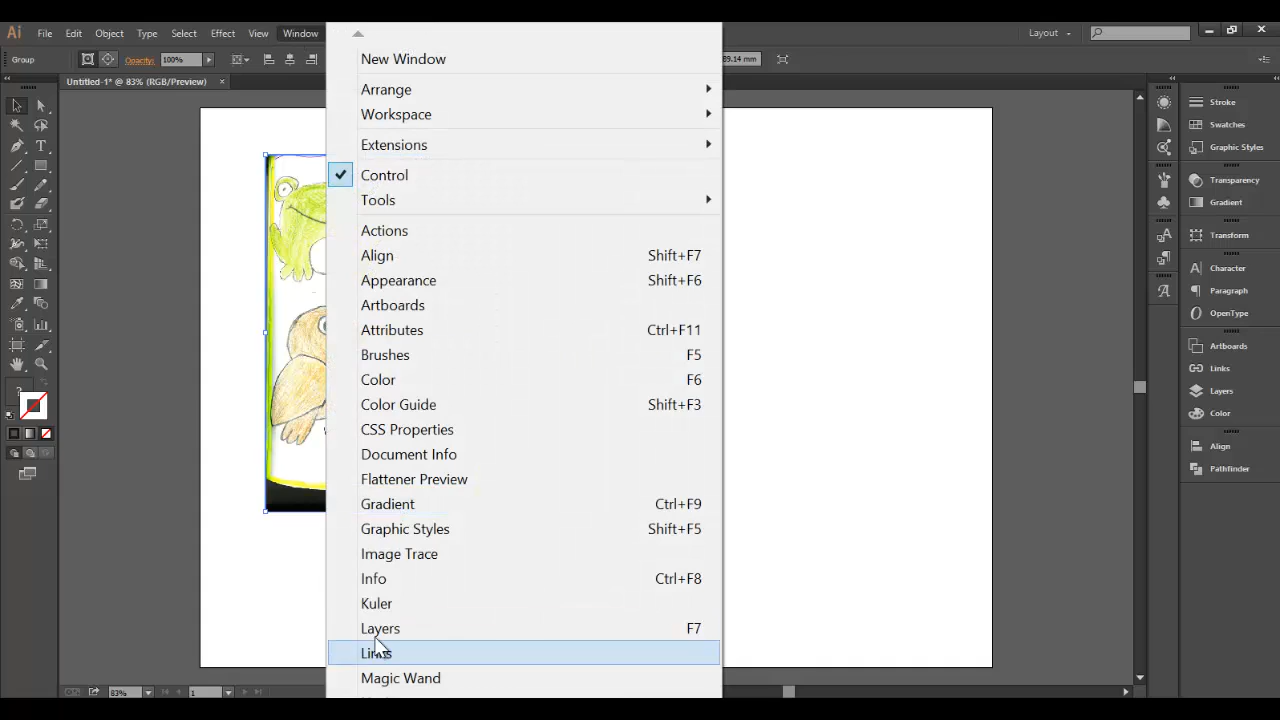 Ai File Edit Object Type Select Effect View Window Layout
Group Opacity: 100% 89.14 mm
Untitled-1* @ 83% (RGB/Preview) ×
New Window
Arrange
Workspace
Extensions
Control
Tools
Actions
Align Shift+F7
Appearance Shift+F6
Artboards
Attributes Ctrl+F11
Brushes F5
Color F6
Color Guide Shift+F3
CSS Properties
Document Info
Flattener Preview
Gradient Ctrl+F9
Graphic Styles Shift+F5
Image Trace
Info Ctrl+F8
Kuler
Layers F7
Links
Magic Wand
Stroke
Swatches
Graphic Styles
Transparency
Gradient
Transform
Character
Paragraph
OpenType
Artboards
Links
Layers
Color
Align
Pathfinder
83% 1